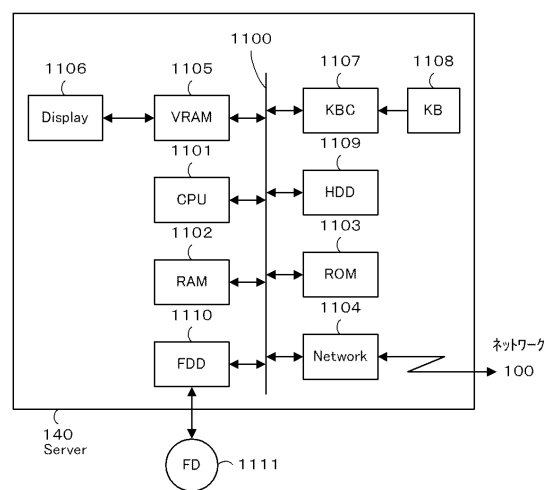 1100
1106
1105
1107
1108
Display
VRAM
KBC
KB
1101
1109
CPU
HDD
1102
1103
RAM
ROM
1110
1104
FDD
Network
ネットワーク
100
140
Server
FD
1111